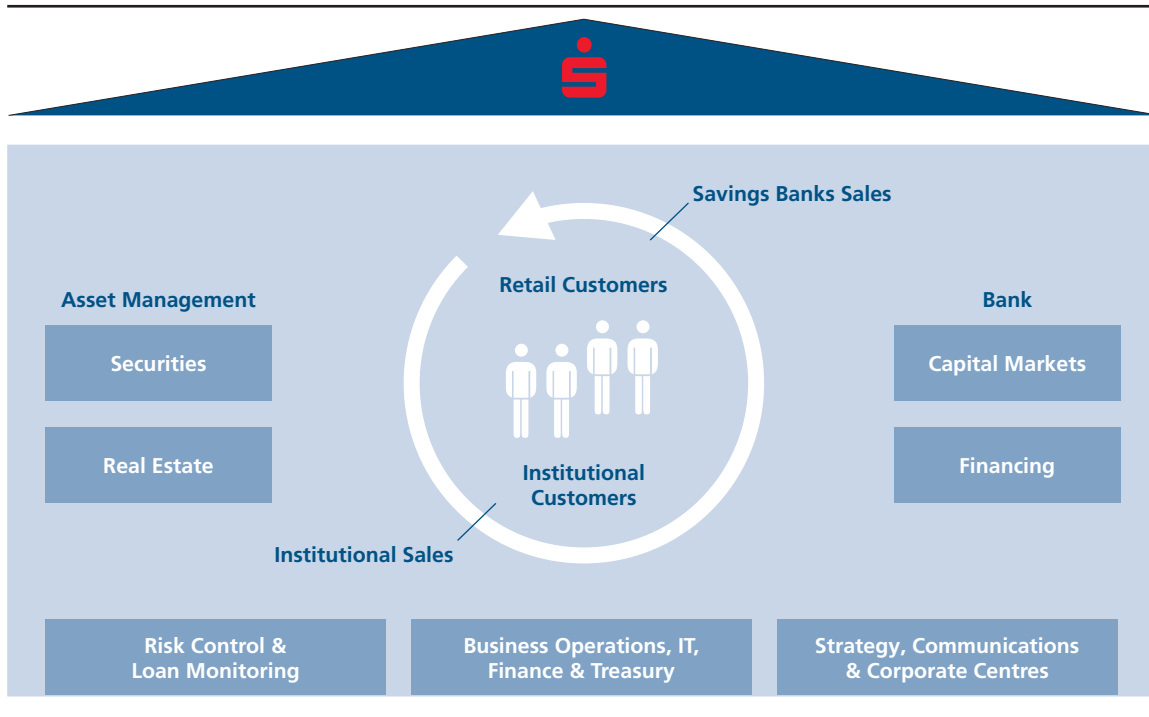 Savings Banks Sales
Retail Customers
Asset Management
Bank
Securities
Capital Markets
Real Estate
Financing
Institutional
Customers
Institutional Sales
Risk Control &
Loan Monitoring
Business Operations, IT,
Finance & Treasury
Strategy, Communications
& Corporate Centres